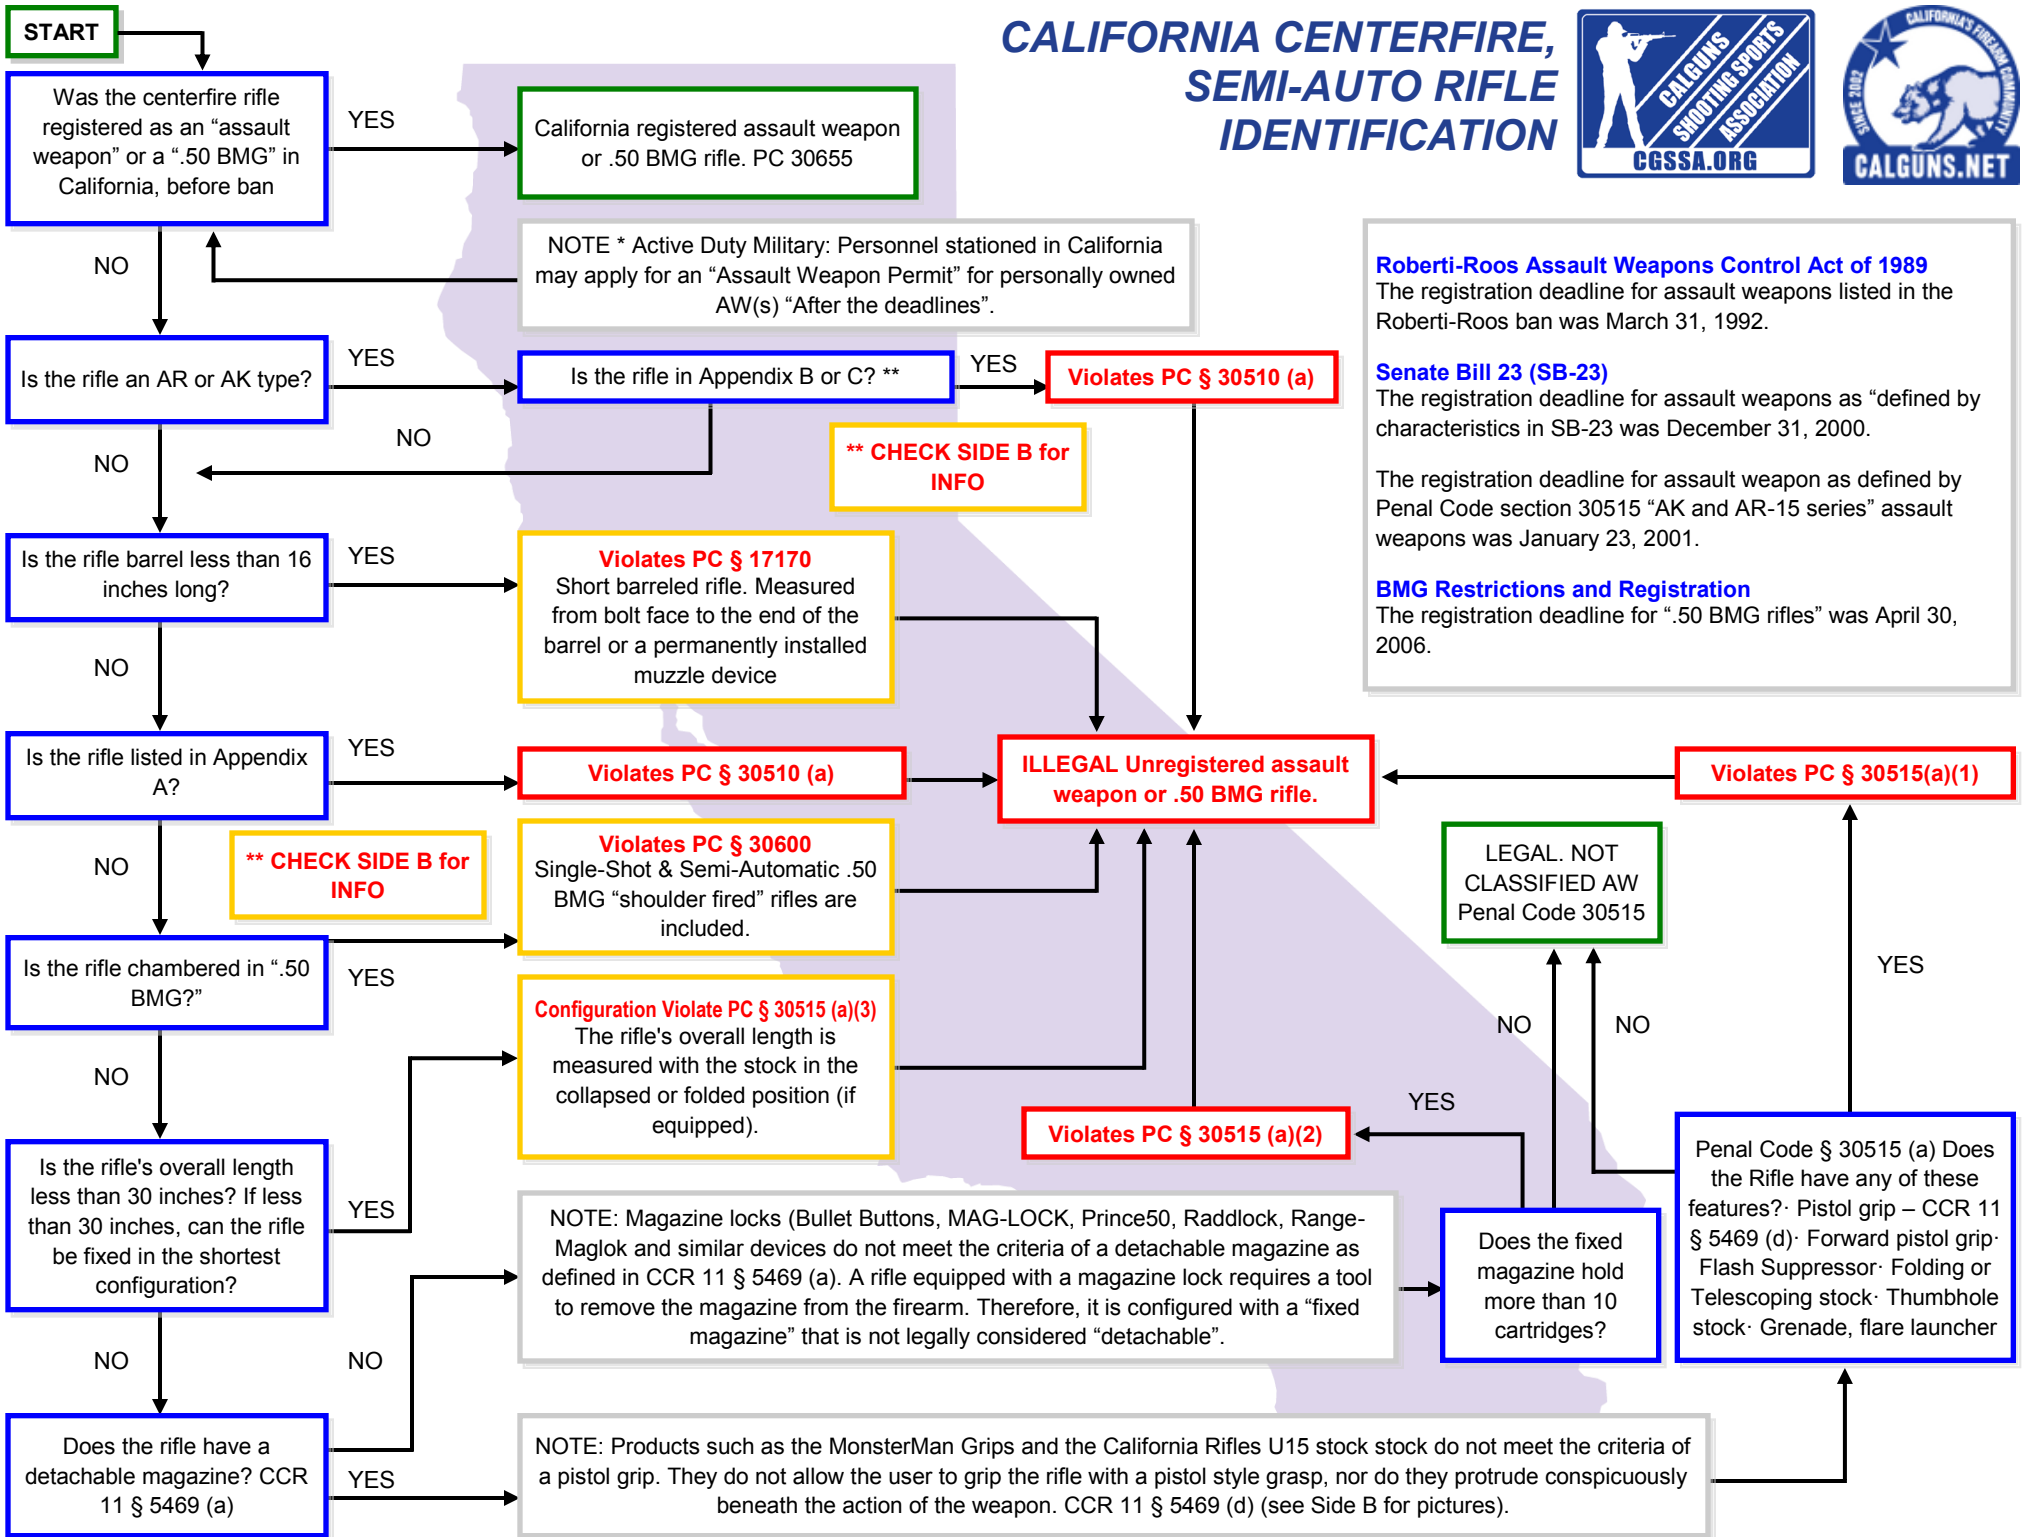 START
CALIFORNIA CENTERFIRE,
SEMI-AUTO RIFLE
IDENTIFICATION
CALGUNS
SHOOTING SPORTS
ASSOCIATION
CGSSA.ORG
CALIFORNIA'S FIREARM COMMUNITY
SINCE 2002
CALGUNS.NET
Was the centerfire rifle
registered as an “assault
weapon” or a “.50 BMG” in
California, before ban
YES
California registered assault weapon
or .50 BMG rifle. PC 30655
NO
NOTE * Active Duty Military: Personnel stationed in California
may apply for an “Assault Weapon Permit” for personally owned
AW(s) “After the deadlines”.
Roberti-Roos Assault Weapons Control Act of 1989
The registration deadline for assault weapons listed in the
Roberti-Roos ban was March 31, 1992.
Senate Bill 23 (SB-23)
The registration deadline for assault weapons as “defined by
characteristics in SB-23 was December 31, 2000.
The registration deadline for assault weapon as defined by
Penal Code section 30515 “AK and AR-15 series” assault
weapons was January 23, 2001.
BMG Restrictions and Registration
The registration deadline for “.50 BMG rifles” was April 30,
2006.
Is the rifle an AR or AK type?
YES
Is the rifle in Appendix B or C? **
YES
Violates PC § 30510 (a)
NO
NO
** CHECK SIDE B for
INFO
Is the rifle barrel less than 16
inches long?
YES
Violates PC § 17170
Short barreled rifle. Measured
from bolt face to the end of the
barrel or a permanently installed
muzzle device
NO
Is the rifle listed in Appendix
A?
YES
Violates PC § 30510 (a)
ILLEGAL Unregistered assault
weapon or .50 BMG rifle.
Violates PC § 30515(a)(1)
NO
** CHECK SIDE B for
INFO
Violates PC § 30600
Single-Shot & Semi-Automatic .50
BMG “shoulder fired” rifles are
included.
LEGAL. NOT
CLASSIFIED AW
Penal Code 30515
Is the rifle chambered in “.50
BMG?”
YES
YES
NO
NO
Configuration Violate PC § 30515 (a)(3)
The rifle's overall length is
measured with the stock in the
collapsed or folded position (if
equipped).
NO
YES
Violates PC § 30515 (a)(2)
Is the rifle's overall length
less than 30 inches? If less
than 30 inches, can the rifle
be fixed in the shortest
configuration?
YES
NOTE: Magazine locks (Bullet Buttons, MAG-LOCK, Prince50, Raddlock, Range-
Maglok and similar devices do not meet the criteria of a detachable magazine as
defined in CCR 11 § 5469 (a). A rifle equipped with a magazine lock requires a tool
to remove the magazine from the firearm. Therefore, it is configured with a “fixed
magazine” that is not legally considered “detachable”.
Does the fixed
magazine hold
more than 10
cartridges?
Penal Code § 30515 (a) Does
the Rifle have any of these
features?· Pistol grip – CCR 11
§ 5469 (d)· Forward pistol grip·
Flash Suppressor· Folding or
Telescoping stock· Thumbhole
stock· Grenade, flare launcher
NO
NO
Does the rifle have a
detachable magazine? CCR
11 § 5469 (a)
YES
NOTE: Products such as the MonsterMan Grips and the California Rifles U15 stock stock do not meet the criteria of
a pistol grip. They do not allow the user to grip the rifle with a pistol style grasp, nor do they protrude conspicuously
beneath the action of the weapon. CCR 11 § 5469 (d) (see Side B for pictures).